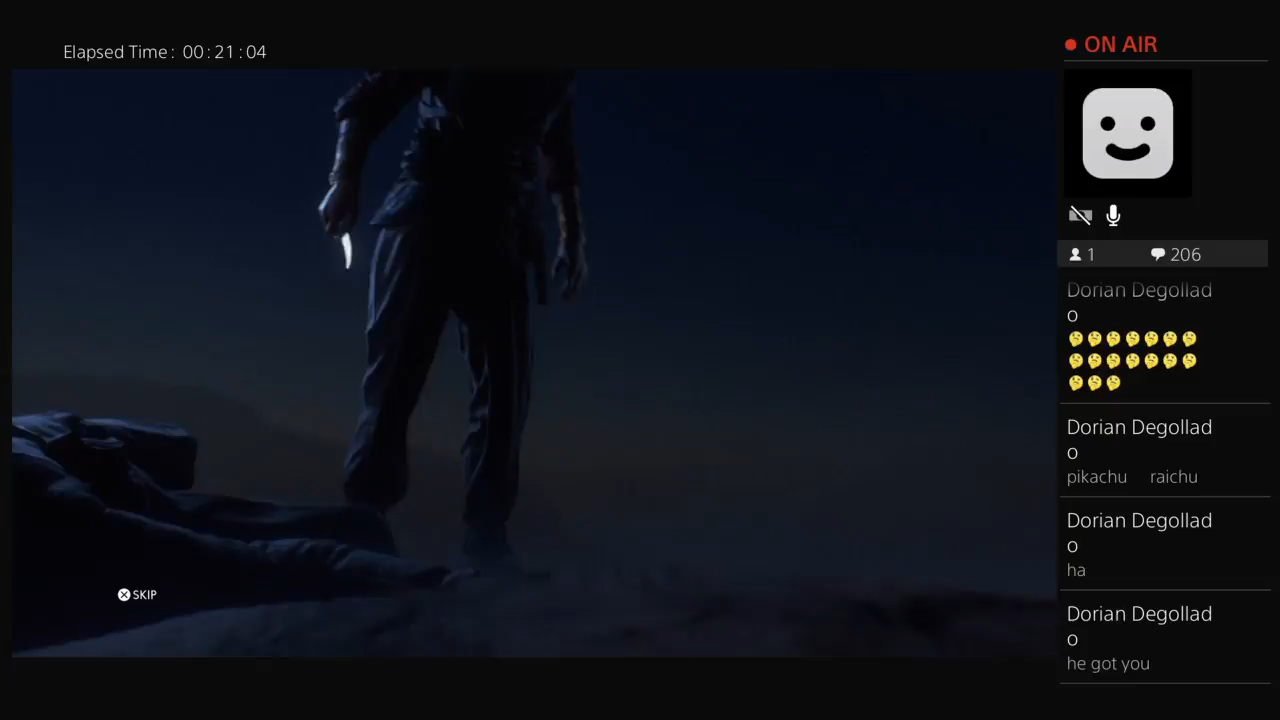 Elapsed Time: 00:21:04
ON AIR
1 206
Dorian Degollad
o
🤔🤔🤔🤔🤔🤔🤔
🤔🤔🤔🤔🤔🤔🤔
🤔🤔🤔
Dorian Degollad
o
pikachu raichu
Dorian Degollad
o
ha
Dorian Degollad
o
he got you
SKIP